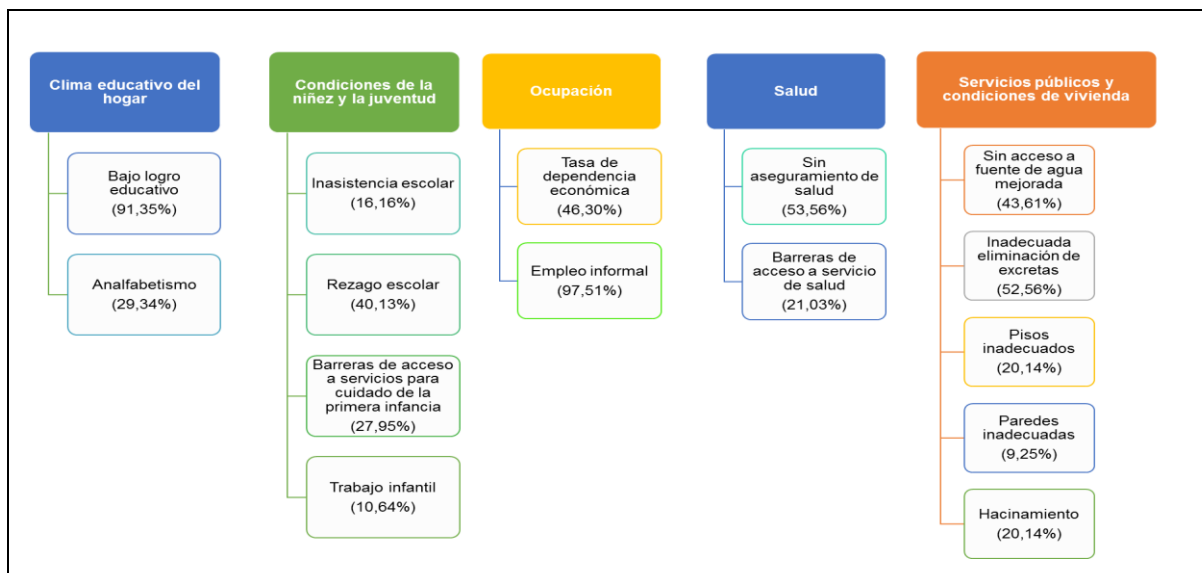 Clima educativo del
hogar
Bajo logro
educativo
(91,35%)
Analfabetismo
(29,34%)
Condiciones de la
niñez y la juventud
Inasistencia escolar
(16,16%)
Rezago escolar
(40,13%)
Barreras de acceso
a servicios para
cuidado de la
primera infancia
(27,95%)
Trabajo infantil
(10,64%)
Ocupación
Tasa de
dependencia
económica
(46,30%)
Empleo informal
(97,51%)
Salud
Sin
aseguramiento de
salud
(53,56%)
Barreras de
acceso a servicio
de salud
(21,03%)
Servicios públicos y
condiciones de vivienda
Sin acceso a
fuente de agua
mejorada
(43,61%)
Inadecuada
eliminación de
excretas
(52,56%)
Pisos
inadecuados
(20,14%)
Paredes
inadecuadas
(9,25%)
Hacinamiento
(20,14%)